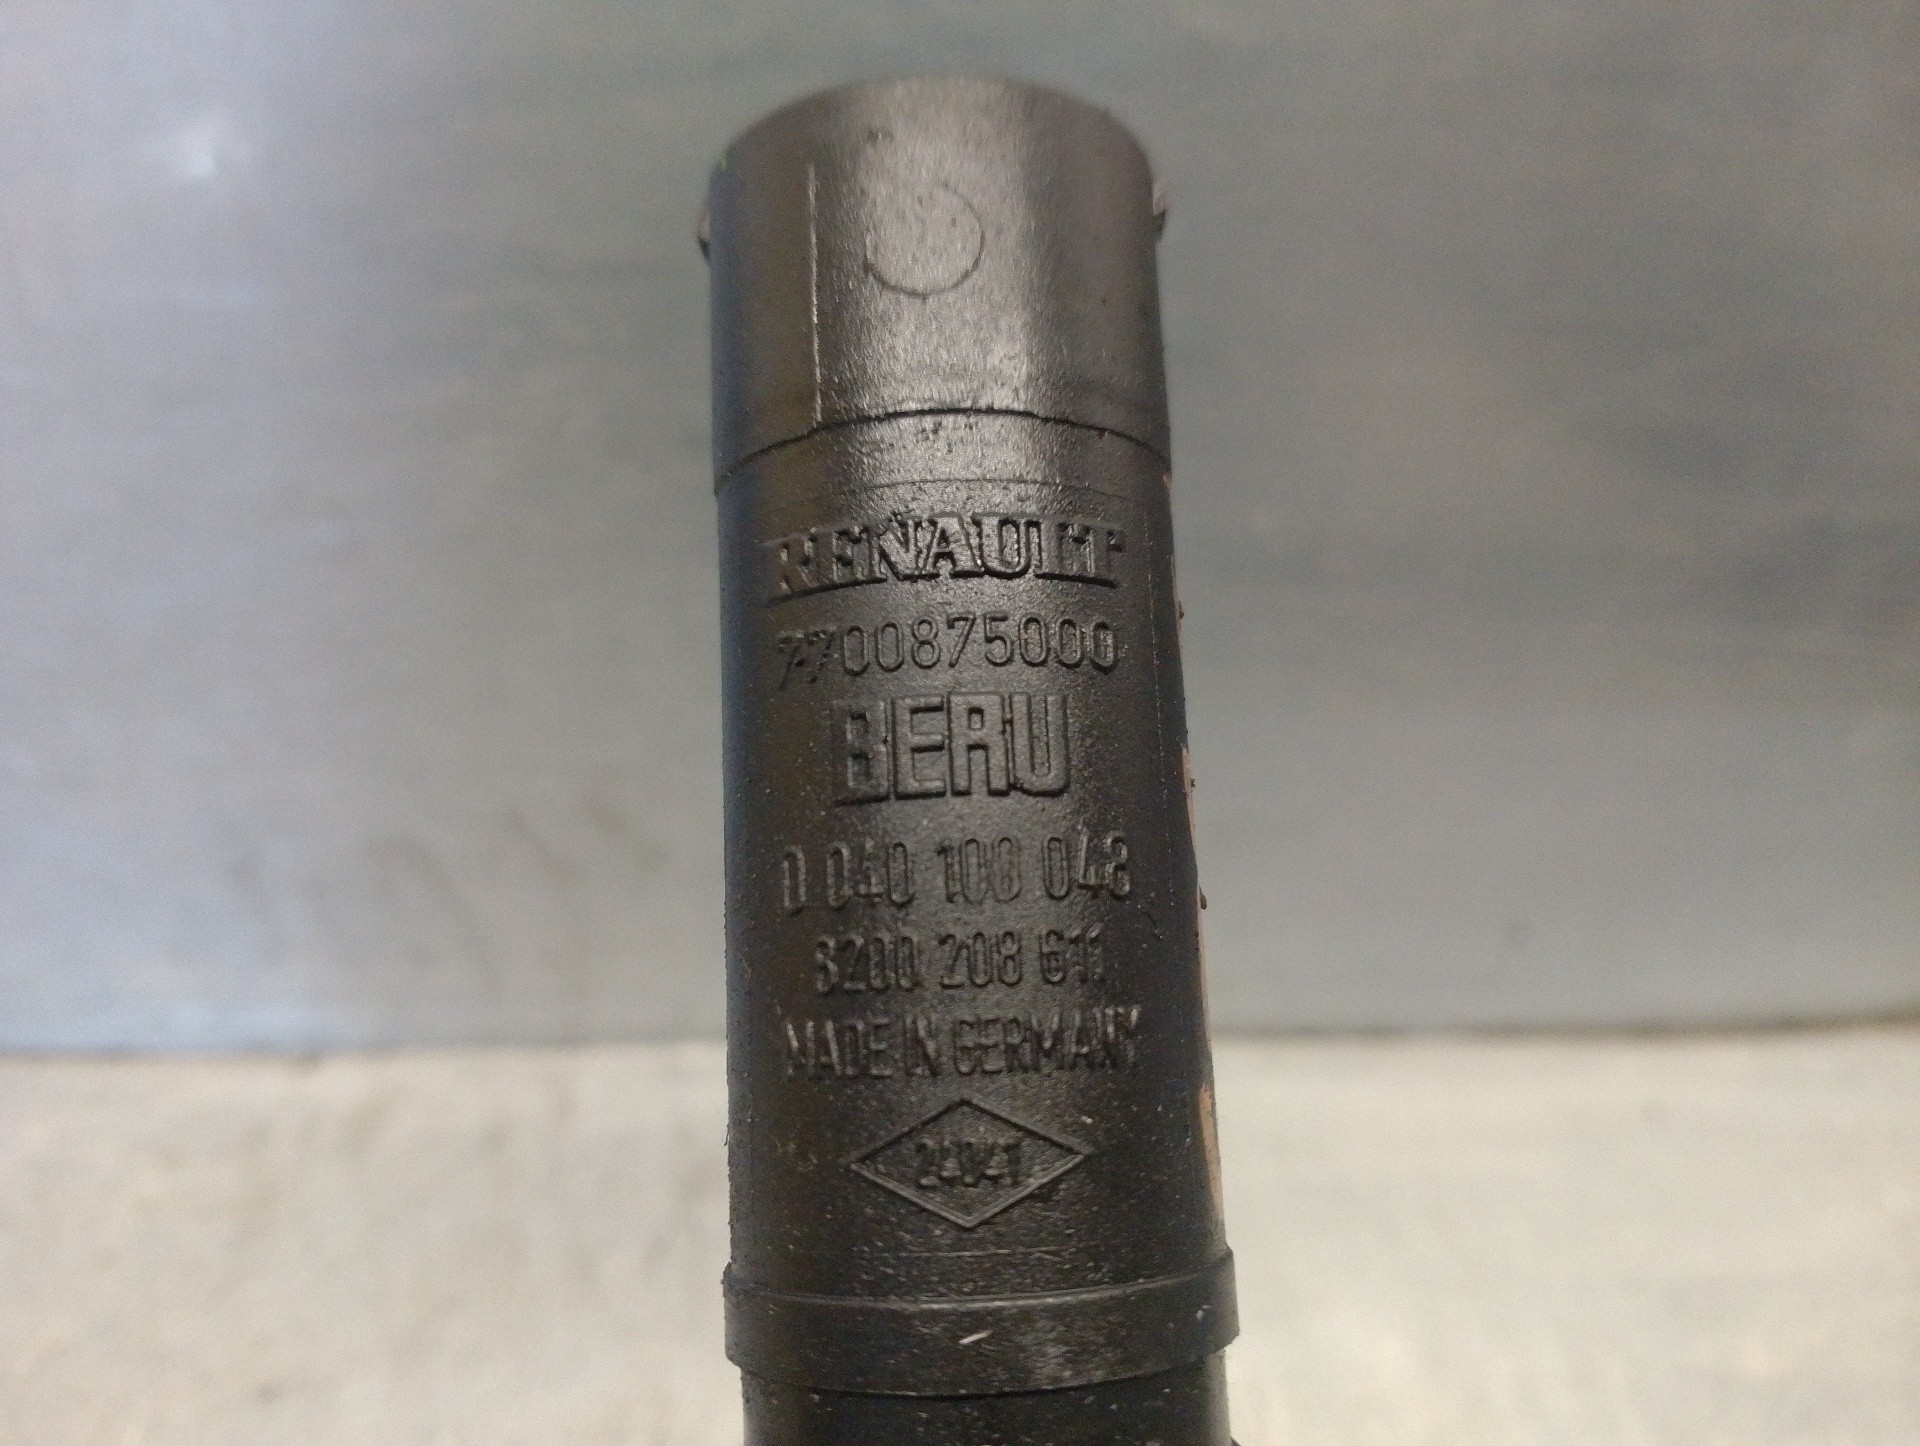 RENAULT
7700875000
BERU
0 040 100 048
8200 208 611
MADE IN GERMANY